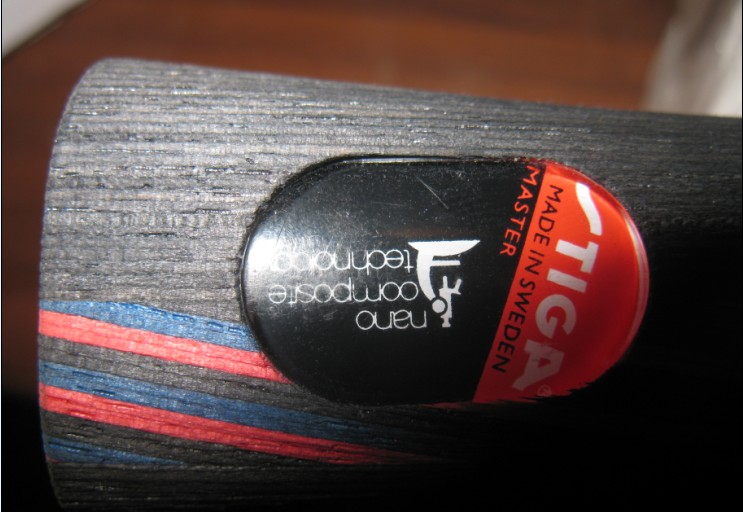 STIGA®
MADE IN SWEDEN
MASTER
nano
composite
technology